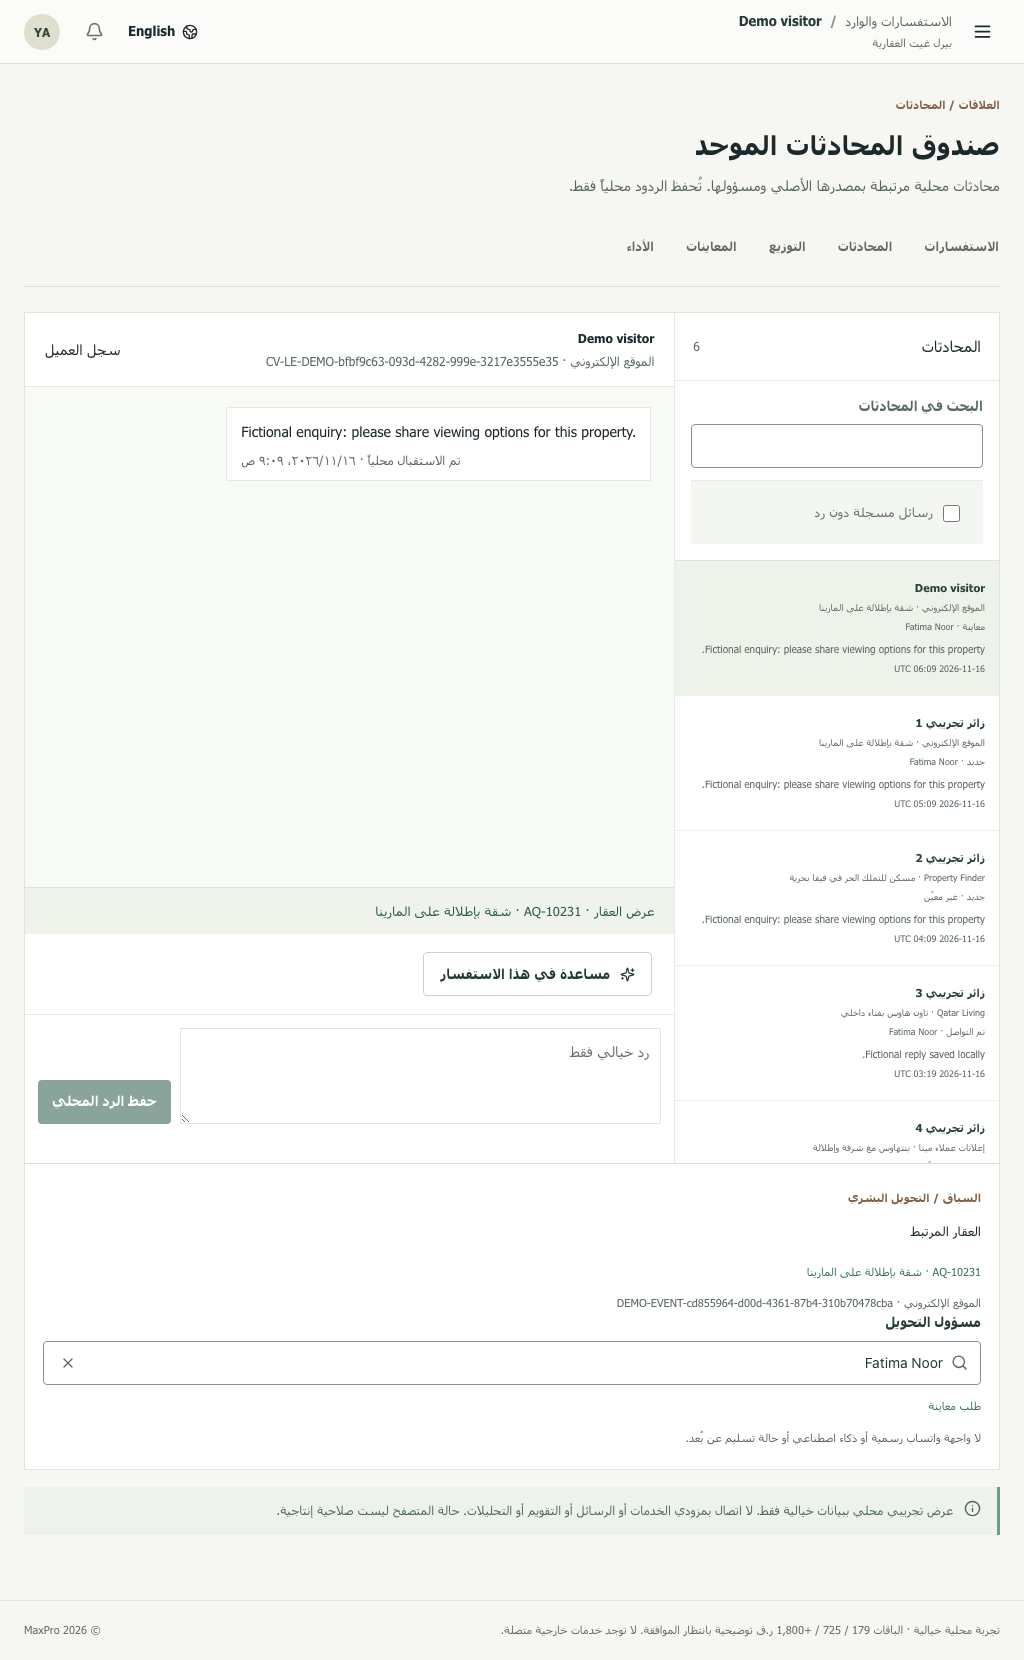 الاستفسارات والوارد / Demo visitor
بيرل غيت العقارية
English
YA
العلاقات / المحادثات
صندوق المحادثات الموحد
محادثات محلية مرتبطة بمصدرها الأصلي ومسؤولها. تُحفظ الردود محلياً فقط.
الاستفسارات
المحادثات
التوزيع
المعاينات
الأداء
المحادثات
6
البحث في المحادثات
رسائل مسجلة دون رد
Demo visitor
الموقع الإلكتروني · شقة بإطلالة على المارينا
معاينة · Fatima Noor
Fictional enquiry: please share viewing options for this property.
UTC 06:09 2026-11-16
زائر تجريبي 1
الموقع الإلكتروني · شقة بإطلالة على المارينا
جديد · Fatima Noor
Fictional enquiry: please share viewing options for this property.
UTC 05:09 2026-11-16
زائر تجريبي 2
Property Finder · مسكن للتملك الحر في فيفا بحرية
جديد · غير معيّن
Fictional enquiry: please share viewing options for this property.
UTC 04:09 2026-11-16
زائر تجريبي 3
Qatar Living · تاون هاوس بفناء داخلي
تم التواصل · Fatima Noor
Fictional reply saved locally.
UTC 03:19 2026-11-16
زائر تجريبي 4
إعلانات عملاء ميتا · بنتهاوس مع شرفة وإطلالة
Demo visitor
الموقع الإلكتروني · CV-LE-DEMO-bfbf9c63-093d-4282-999e-3217e3555e35
سجل العميل
Fictional enquiry: please share viewing options for this property.
تم الاستقبال محلياً · ٢٠٢٦/١١/١٦، ٩:٠٩ ص
عرض العقار · AQ-10231 · شقة بإطلالة على المارينا
مساعدة في هذا الاستفسار
رد خيالي فقط
حفظ الرد المحلي
السياق / التحويل البشري
العقار المرتبط
AQ-10231 · شقة بإطلالة على المارينا
الموقع الإلكتروني · DEMO-EVENT-cd855964-d00d-4361-87b4-310b70478cba
مسؤول التحويل
Fatima Noor
طلب معاينة
لا واجهة واتساب رسمية أو ذكاء اصطناعي أو حالة تسليم عن بُعد.
عرض تجريبي محلي ببيانات خيالية فقط. لا اتصال بمزودي الخدمات أو الرسائل أو التقويم أو التحليلات. حالة المتصفح ليست صلاحية إنتاجية.
تجربة محلية خيالية · الباقات 179 / 725 / +1,800 ر.ق توضيحية بانتظار الموافقة. لا توجد خدمات خارجية متصلة.
© 2026 MaxPro